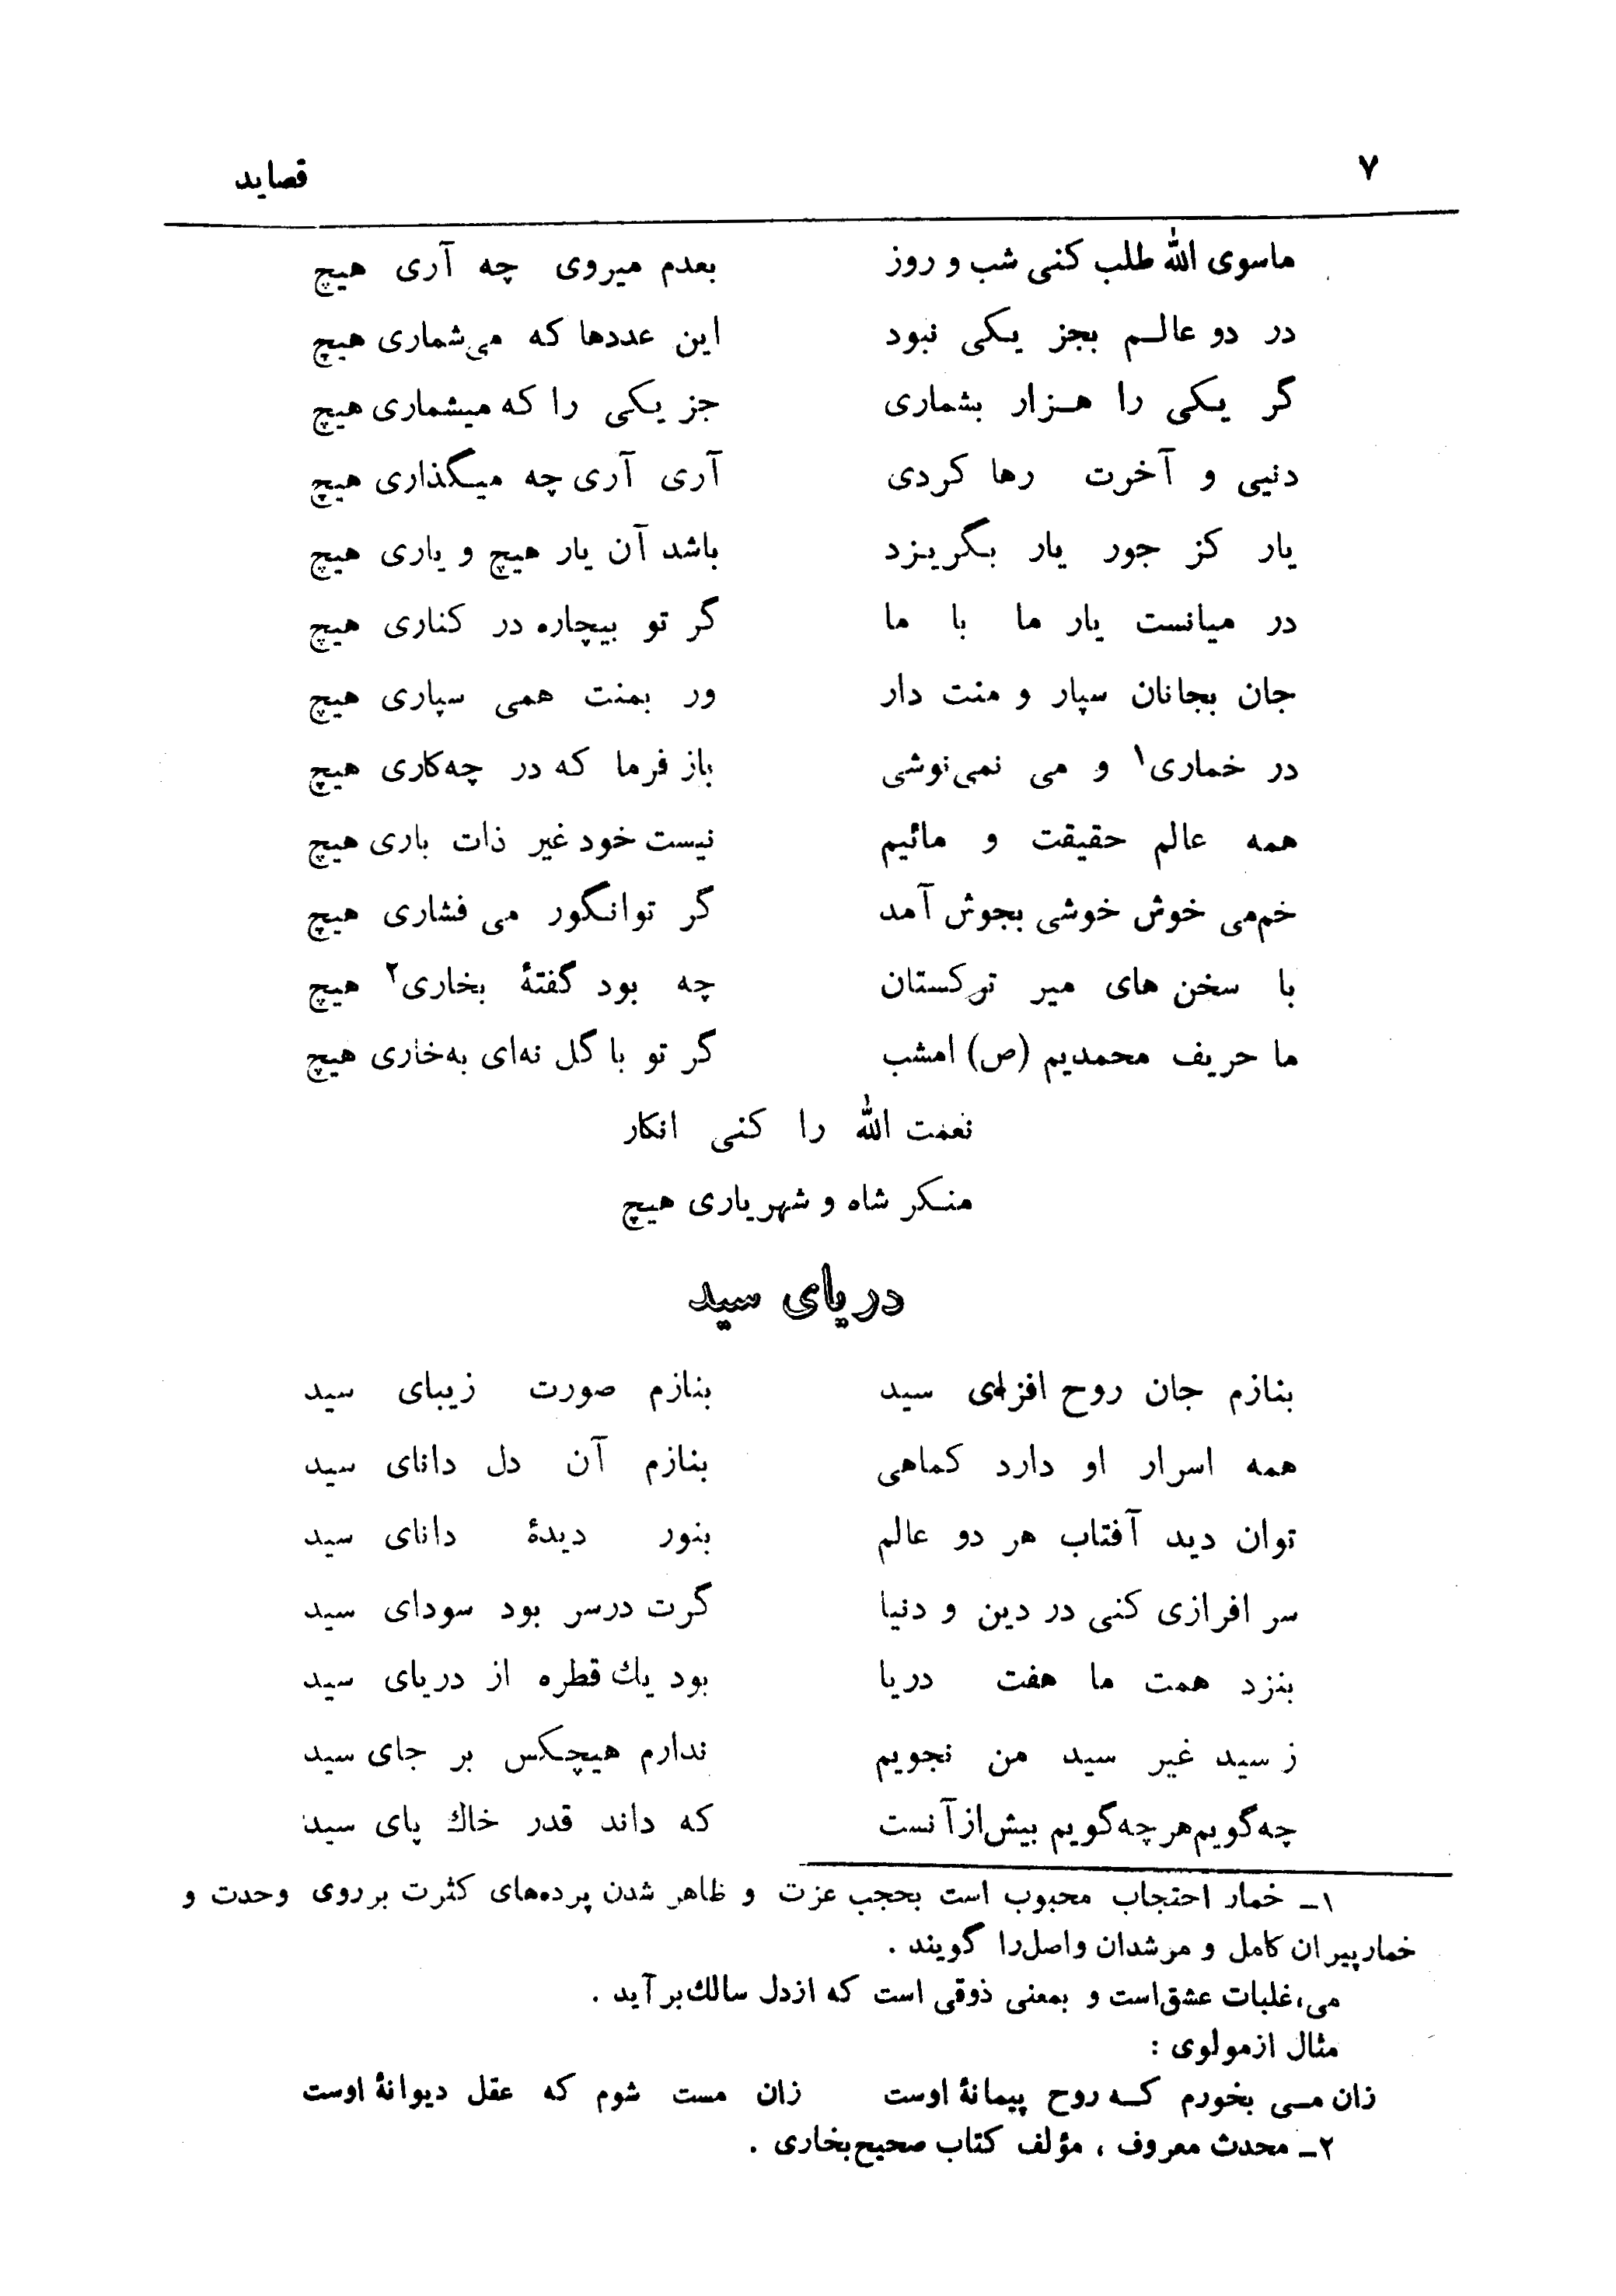 ۷ قصاید
ماسوی الله طلب کنی شب و روز بعدم میروی چه آری هیچ
در دو عالم بجز یکی نبود این عددها که می‌شماری هیچ
گر یکی را هزار بشماری جز یکی را که میشماری هیچ
دنیی و آخرت رها کردی آری آری چه میگذاری هیچ
یار کز جور یار بگریزد باشد آن یار هیچ و یاری هیچ
در میانست یار ما با ما گر تو بیچاره در کناری هیچ
جان بجانان سپار و منت دار ور بمنت همی سپاری هیچ
در خماری۱ و می نمی‌نوشی باز فرما که در چه‌کاری هیچ
همه عالم حقیقت و مائیم نیست خود غیر ذات باری هیچ
خم‌می خوش خوشی بجوش آمد گر توانگور می فشاری هیچ
با سخن های میر ترکستان چه بود گفتهٔ بخاری۲ هیچ
ما حریف محمدیم (ص) امشب گر تو با گل نه‌ای به‌خاری هیچ
نعمت الله را کنی انکار
منکر شاه و شهریاری هیچ
دریای سید
بنازم جان روح افزای سید بنازم صورت زیبای سید
همه اسرار او دارد کماهی بنازم آن دل دانای سید
توان دید آفتاب هر دو عالم بنور دیدهٔ دانای سید
سر افرازی کنی در دین و دنیا گرت درسر بود سودای سید
بنزد همت ما هفت دریا بود یك قطره از دریای سید
ز سید غیر سید من نجویم ندارم هیچکس بر جای سید
چه‌گویم‌هرچه‌گویم بیش‌ازآنست که داند قدر خاك پای سید
۱ـ خمار احتجاب محبوب است بحجب عزت و ظاهر شدن پرده‌های کثرت برروی وحدت و
خمارپیران کامل و مرشدان واصل‌را گویند .
می،غلبات عشق‌است و بمعنی ذوقی است که ازدل سالك‌برآید .
مثال ازمولوی :
زان می بخورم که روح پیمانهٔ اوست زان مست شوم که عقل دیوانهٔ اوست
۲ـ محدث معروف ، مؤلف کتاب صحیح‌بخاری .